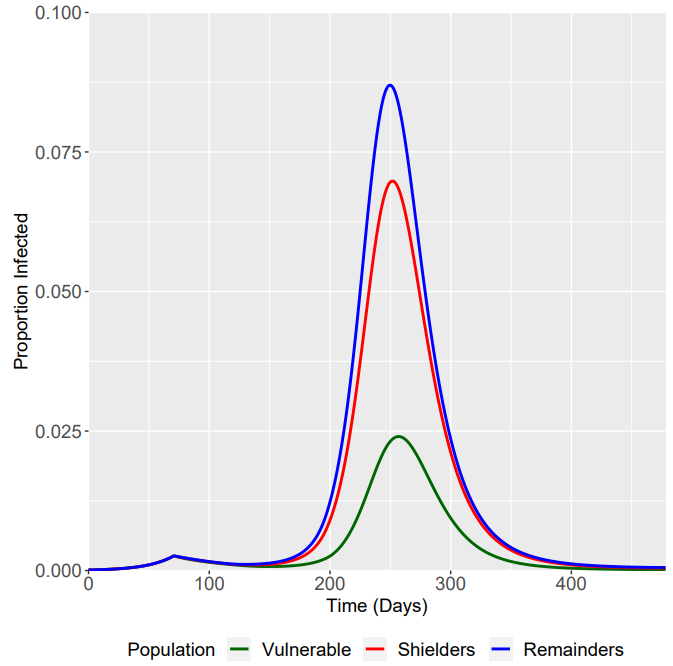 0.100
0.075
0.050
0.025
0.000
Proportion Infected
0 100 200 300 400
Time (Days)
Population Vulnerable Shielders Remainders